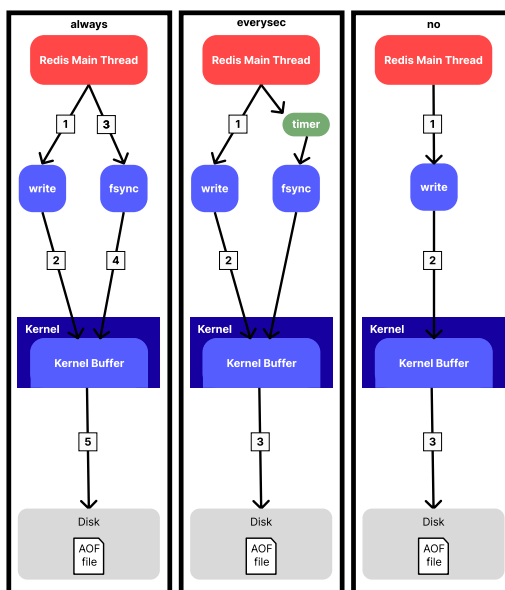 always
Redis Main Thread
1
3
write
fsync
2
4
Kernel
Kernel Buffer
5
Disk
AOF
file
everysec
Redis Main Thread
1
timer
write
fsync
2
Kernel
Kernel Buffer
3
Disk
AOF
file
no
Redis Main Thread
1
write
2
Kernel
Kernel Buffer
3
Disk
AOF
file